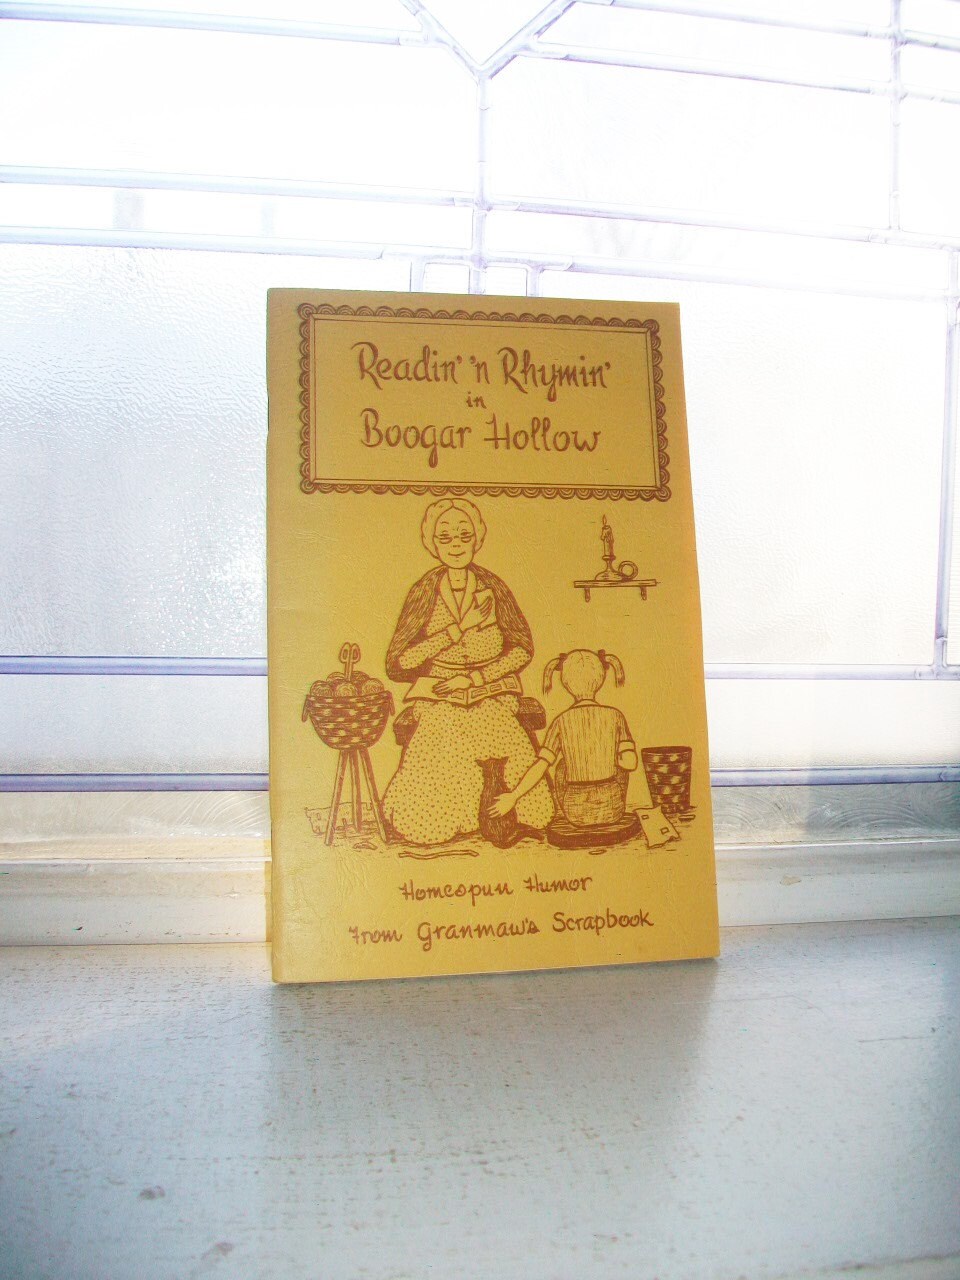 Readin' 'n Rhymin'
in
Boogar Hollow
Homespun Humor
From Granmaw's Scrapbook